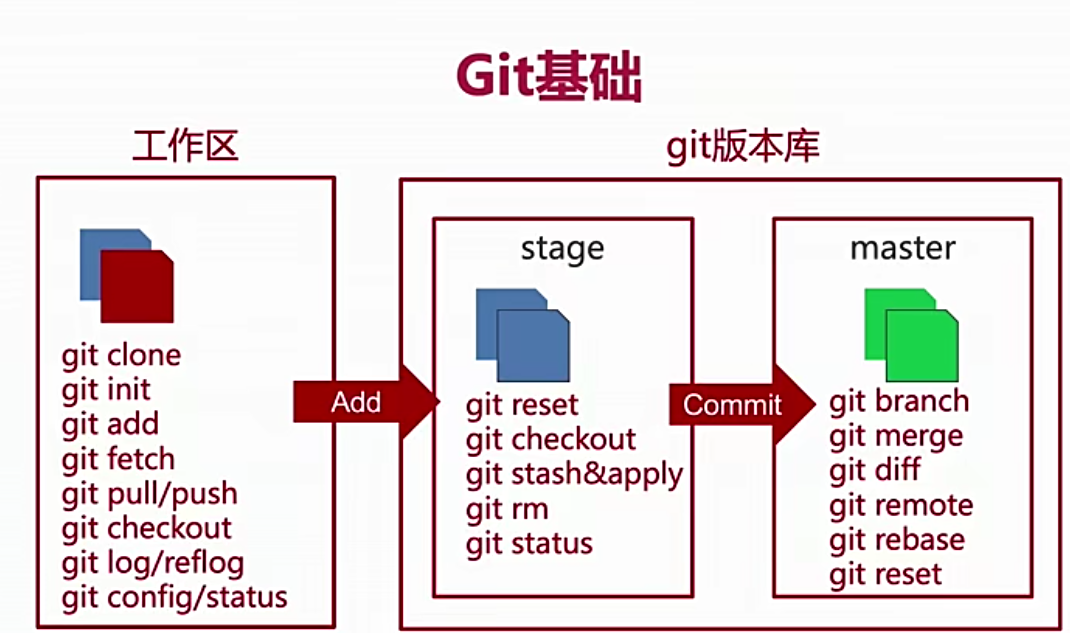 Git基础
工作区
git clone
git init
git add
git fetch
git pull/push
git checkout
git log/reflog
git config/status
Add
git版本库
stage
git reset
git checkout
git stash&apply
git rm
git status
Commit
master
git branch
git merge
git diff
git remote
git rebase
git reset